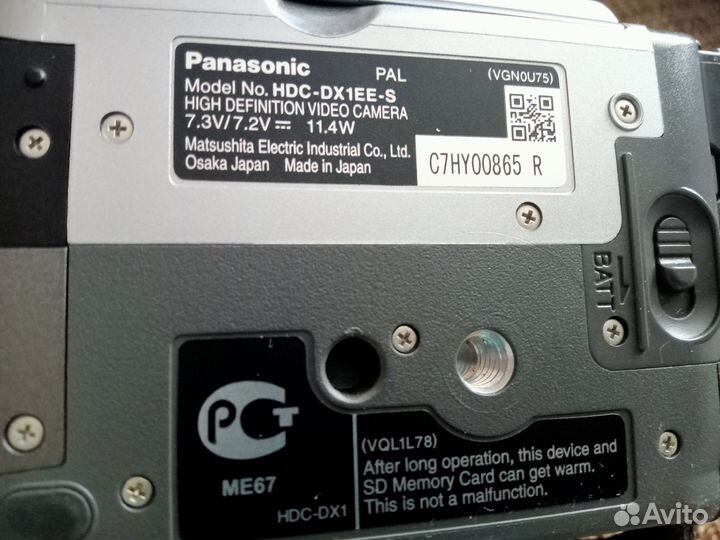 Panasonic PAL (VGN0U75)
Model No. HDC-DX1EE-S
HIGH DEFINITION VIDEO CAMERA
7.3V/7.2V⎓ 11.4W
Matsushita Electric Industrial Co., Ltd.
Osaka Japan Made in Japan
C7HY00865 R
BATT
РСТ
ME67
HDC-DX1
(VQL1L78)
After long operation, this device and
SD Memory Card can get warm.
This is not a malfunction.
Avito